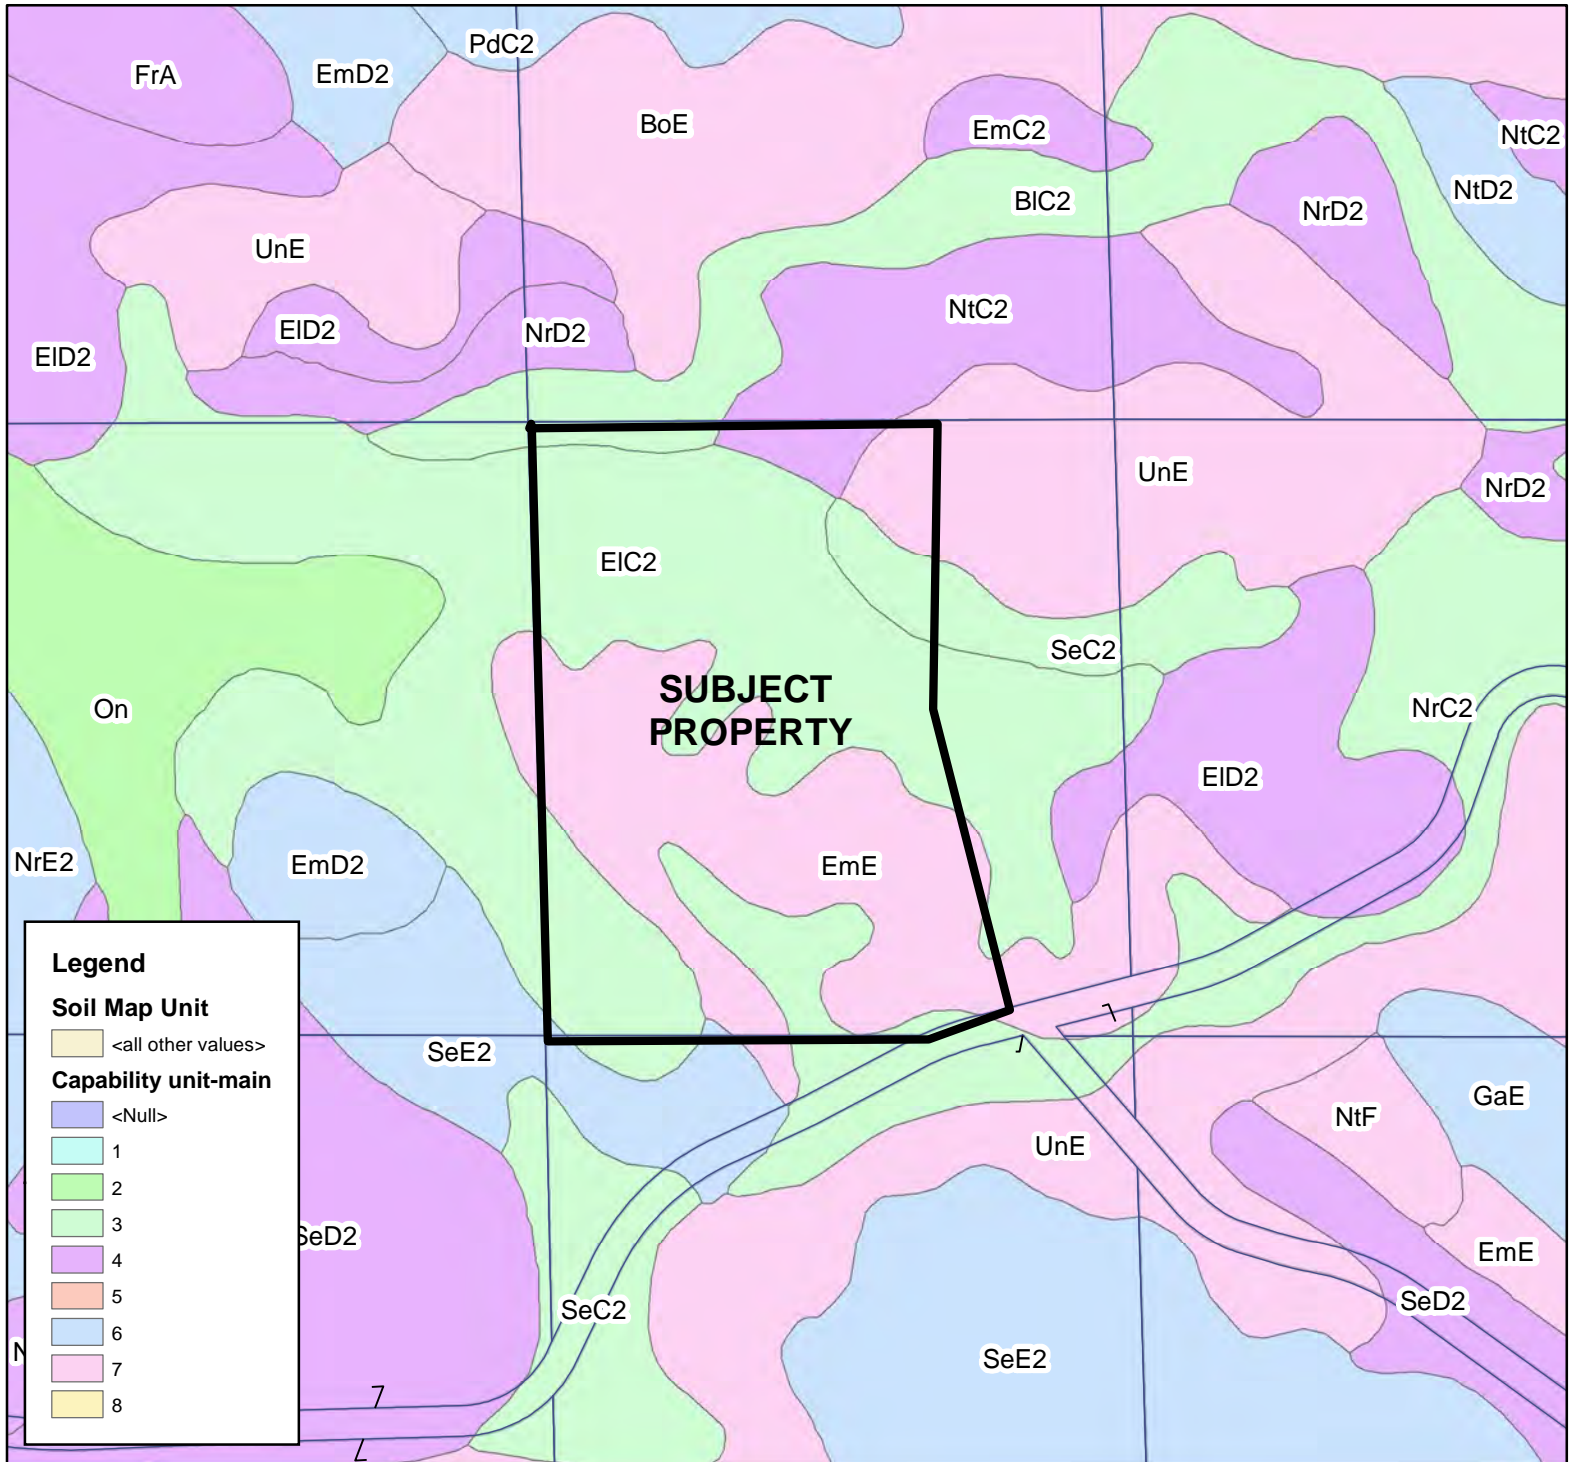 PdC2
FrA
EmD2
BoE
EmC2
NtC2
NtD2
BlC2
NrD2
UnE
NtC2
ElD2
NrD2
ElD2
UnE
NrD2
ElC2
SeC2
SUBJECT
PROPERTY
On
NrC2
ElD2
NrE2
EmD2
EmE
SeE2
GaE
NtF
UnE
SeD2
EmE
SeD2
SeC2
SeE2
N
Legend
Soil Map Unit
<all other values>
Capability unit-main
<Null>
1
2
3
4
5
6
7
8